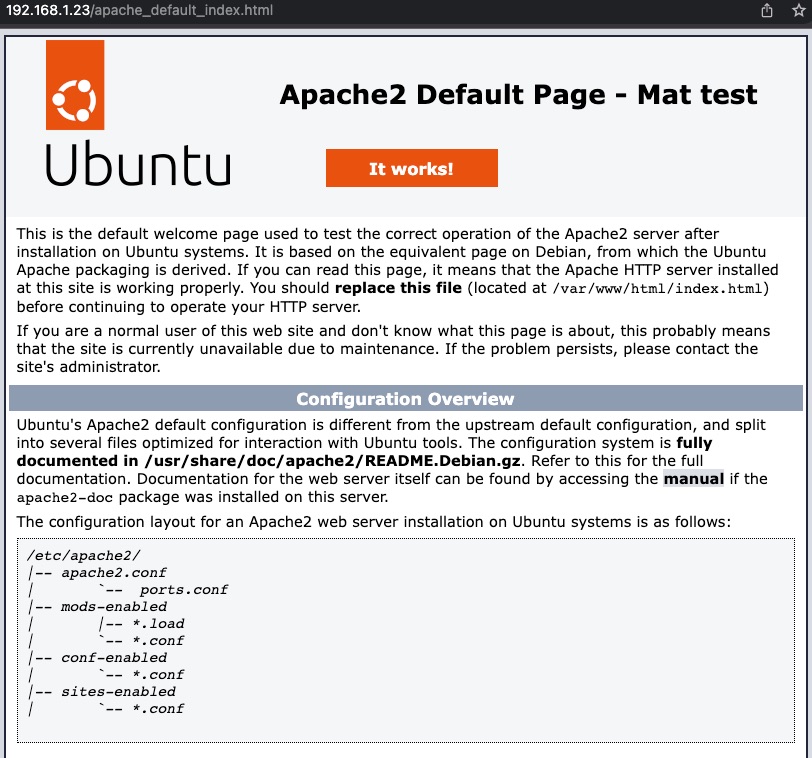 192.168.1.23/apache_default_index.html
Apache2 Default Page - Mat test
Ubuntu
It works!
This is the default welcome page used to test the correct operation of the Apache2 server after
installation on Ubuntu systems. It is based on the equivalent page on Debian, from which the Ubuntu
Apache packaging is derived. If you can read this page, it means that the Apache HTTP server installed
at this site is working properly. You should replace this file (located at /var/www/html/index.html)
before continuing to operate your HTTP server.
If you are a normal user of this web site and don't know what this page is about, this probably means
that the site is currently unavailable due to maintenance. If the problem persists, please contact the
site's administrator.
Configuration Overview
Ubuntu's Apache2 default configuration is different from the upstream default configuration, and split
into several files optimized for interaction with Ubuntu tools. The configuration system is fully
documented in /usr/share/doc/apache2/README.Debian.gz. Refer to this for the full
documentation. Documentation for the web server itself can be found by accessing the manual if the
apache2-doc package was installed on this server.
The configuration layout for an Apache2 web server installation on Ubuntu systems is as follows:
/etc/apache2/
|-- apache2.conf
|       `--  ports.conf
|-- mods-enabled
|       |-- *.load
|       `-- *.conf
|-- conf-enabled
|       `-- *.conf
|-- sites-enabled
|       `-- *.conf